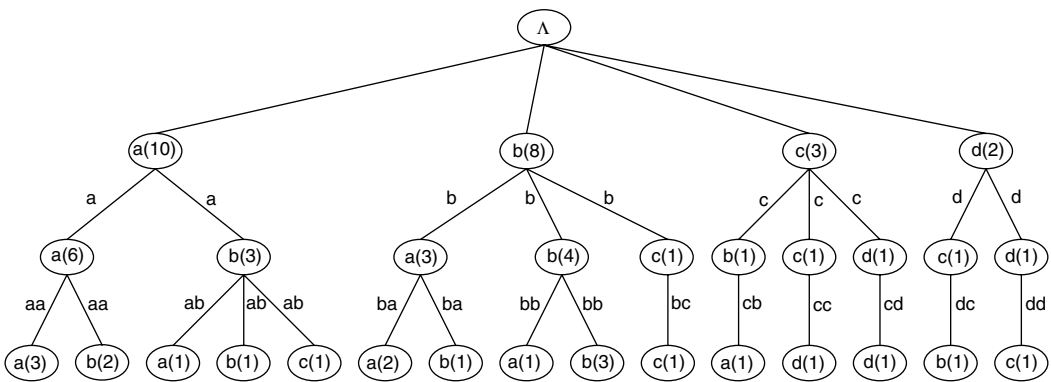 Λ
a(10) b(8) c(3) d(2)
a a b b b c c c d d
a(6) b(3) a(3) b(4) c(1) b(1) c(1) d(1) c(1) d(1)
aa aa ab ab ab ba ba bb bb bc cb cc cd dc dd
a(3) b(2) a(1) b(1) c(1) a(2) b(1) a(1) b(3) c(1) a(1) d(1) d(1) b(1) c(1)